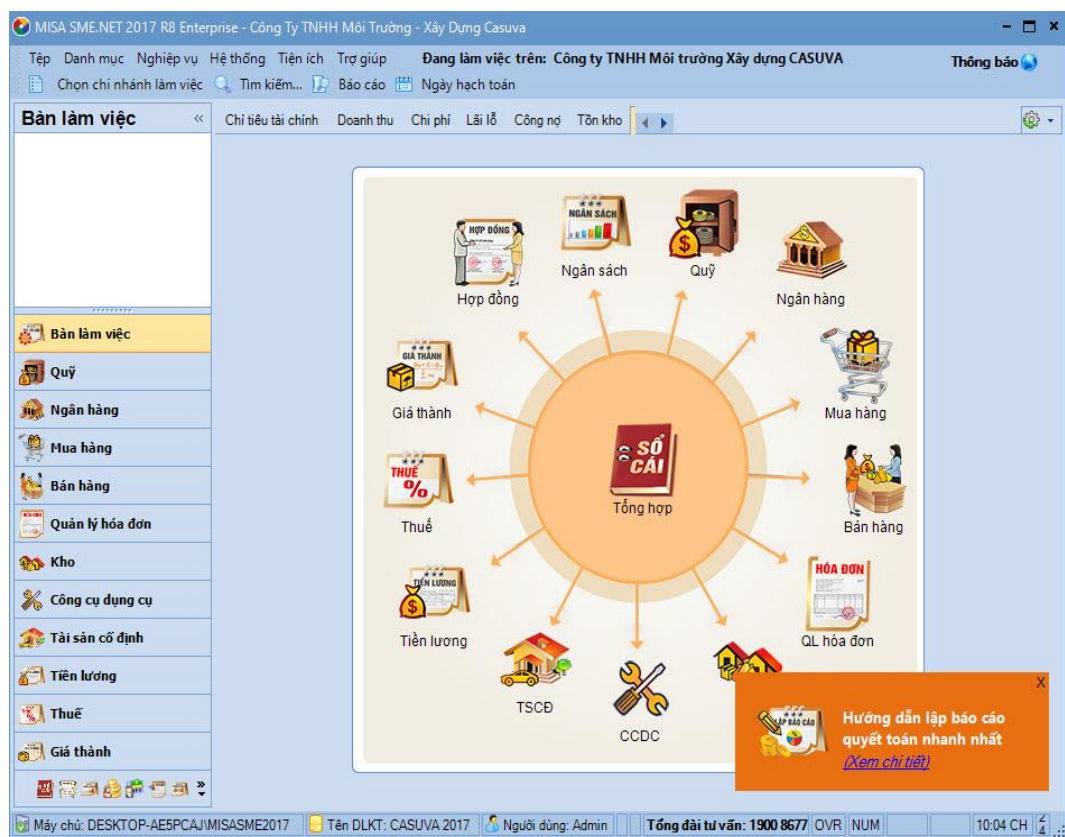 MISA SME.NET 2017 R8 Enterprise - Công Ty TNHH Môi Trường - Xây Dựng Casuva
Tệp Danh mục Nghiệp vụ Hệ thống Tiện ích Trợ giúp Đang làm việc trên: Công ty TNHH Môi trường Xây dựng CASUVA Thông báo
Chọn chi nhánh làm việc Tìm kiếm... Báo cáo Ngày hạch toán
Bàn làm việc «
Chỉ tiêu tài chính Doanh thu Chi phí Lãi lỗ Công nợ Tồn kho
Bàn làm việc
Quỹ
Ngân hàng
Mua hàng
Bán hàng
Quản lý hóa đơn
Kho
Công cụ dụng cụ
Tài sản cố định
Tiền lương
Thuế
Giá thành
NGÂN SÁCH
Ngân sách
Quỹ
HỢP ĐỒNG
Hợp đồng
Ngân hàng
GIÁ THÀNH
Giá thành
Mua hàng
SỔ
CÁI
Tổng hợp
THUẾ
%
Thuế
Bán hàng
TIỀN LƯƠNG
Tiền lương
HÓA ĐƠN
QL hóa đơn
TSCĐ
CCDC
X
LẬP BÁO CÁO
Hướng dẫn lập báo cáo
quyết toán nhanh nhất
(Xem chi tiết)
Máy chủ: DESKTOP-AE5PCAJ\MISASME2017 Tên DLKT: CASUVA 2017 Người dùng: Admin Tổng đài tư vấn: 1900 8677 OVR NUM 10:04 CH